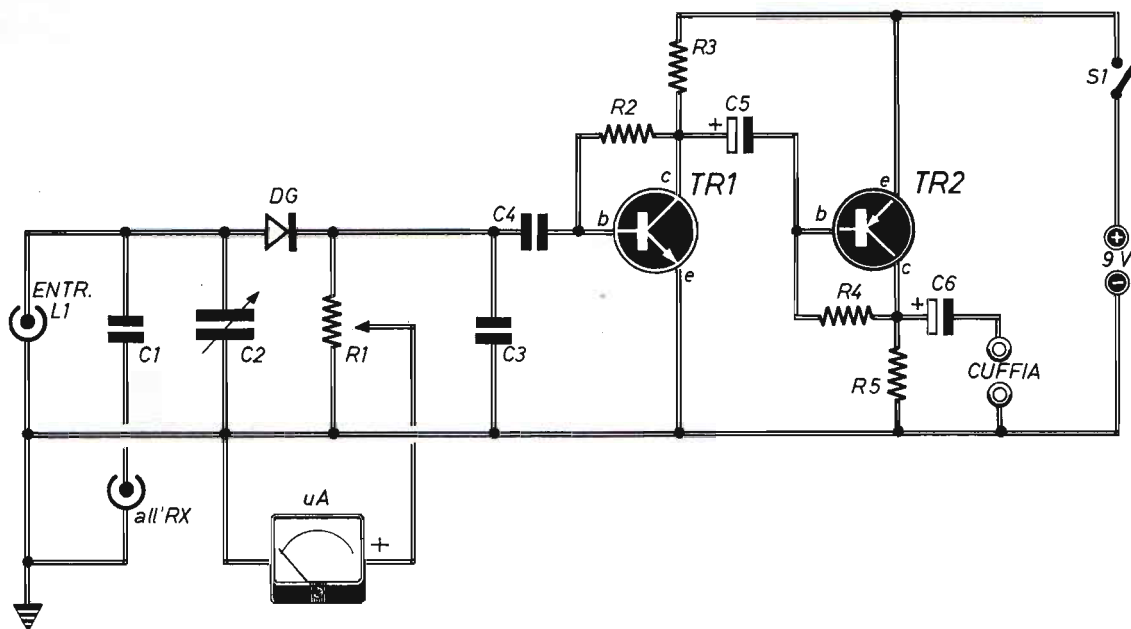 R3
S1
C5
R2
+
c
TR1
e
TR2
DG
C4
b
b
+
9 V
-
e
c
ENTR.
L1
C6
R4
+
C1
C2
R1
C3
R5
CUFFIA
all'RX
uA
+